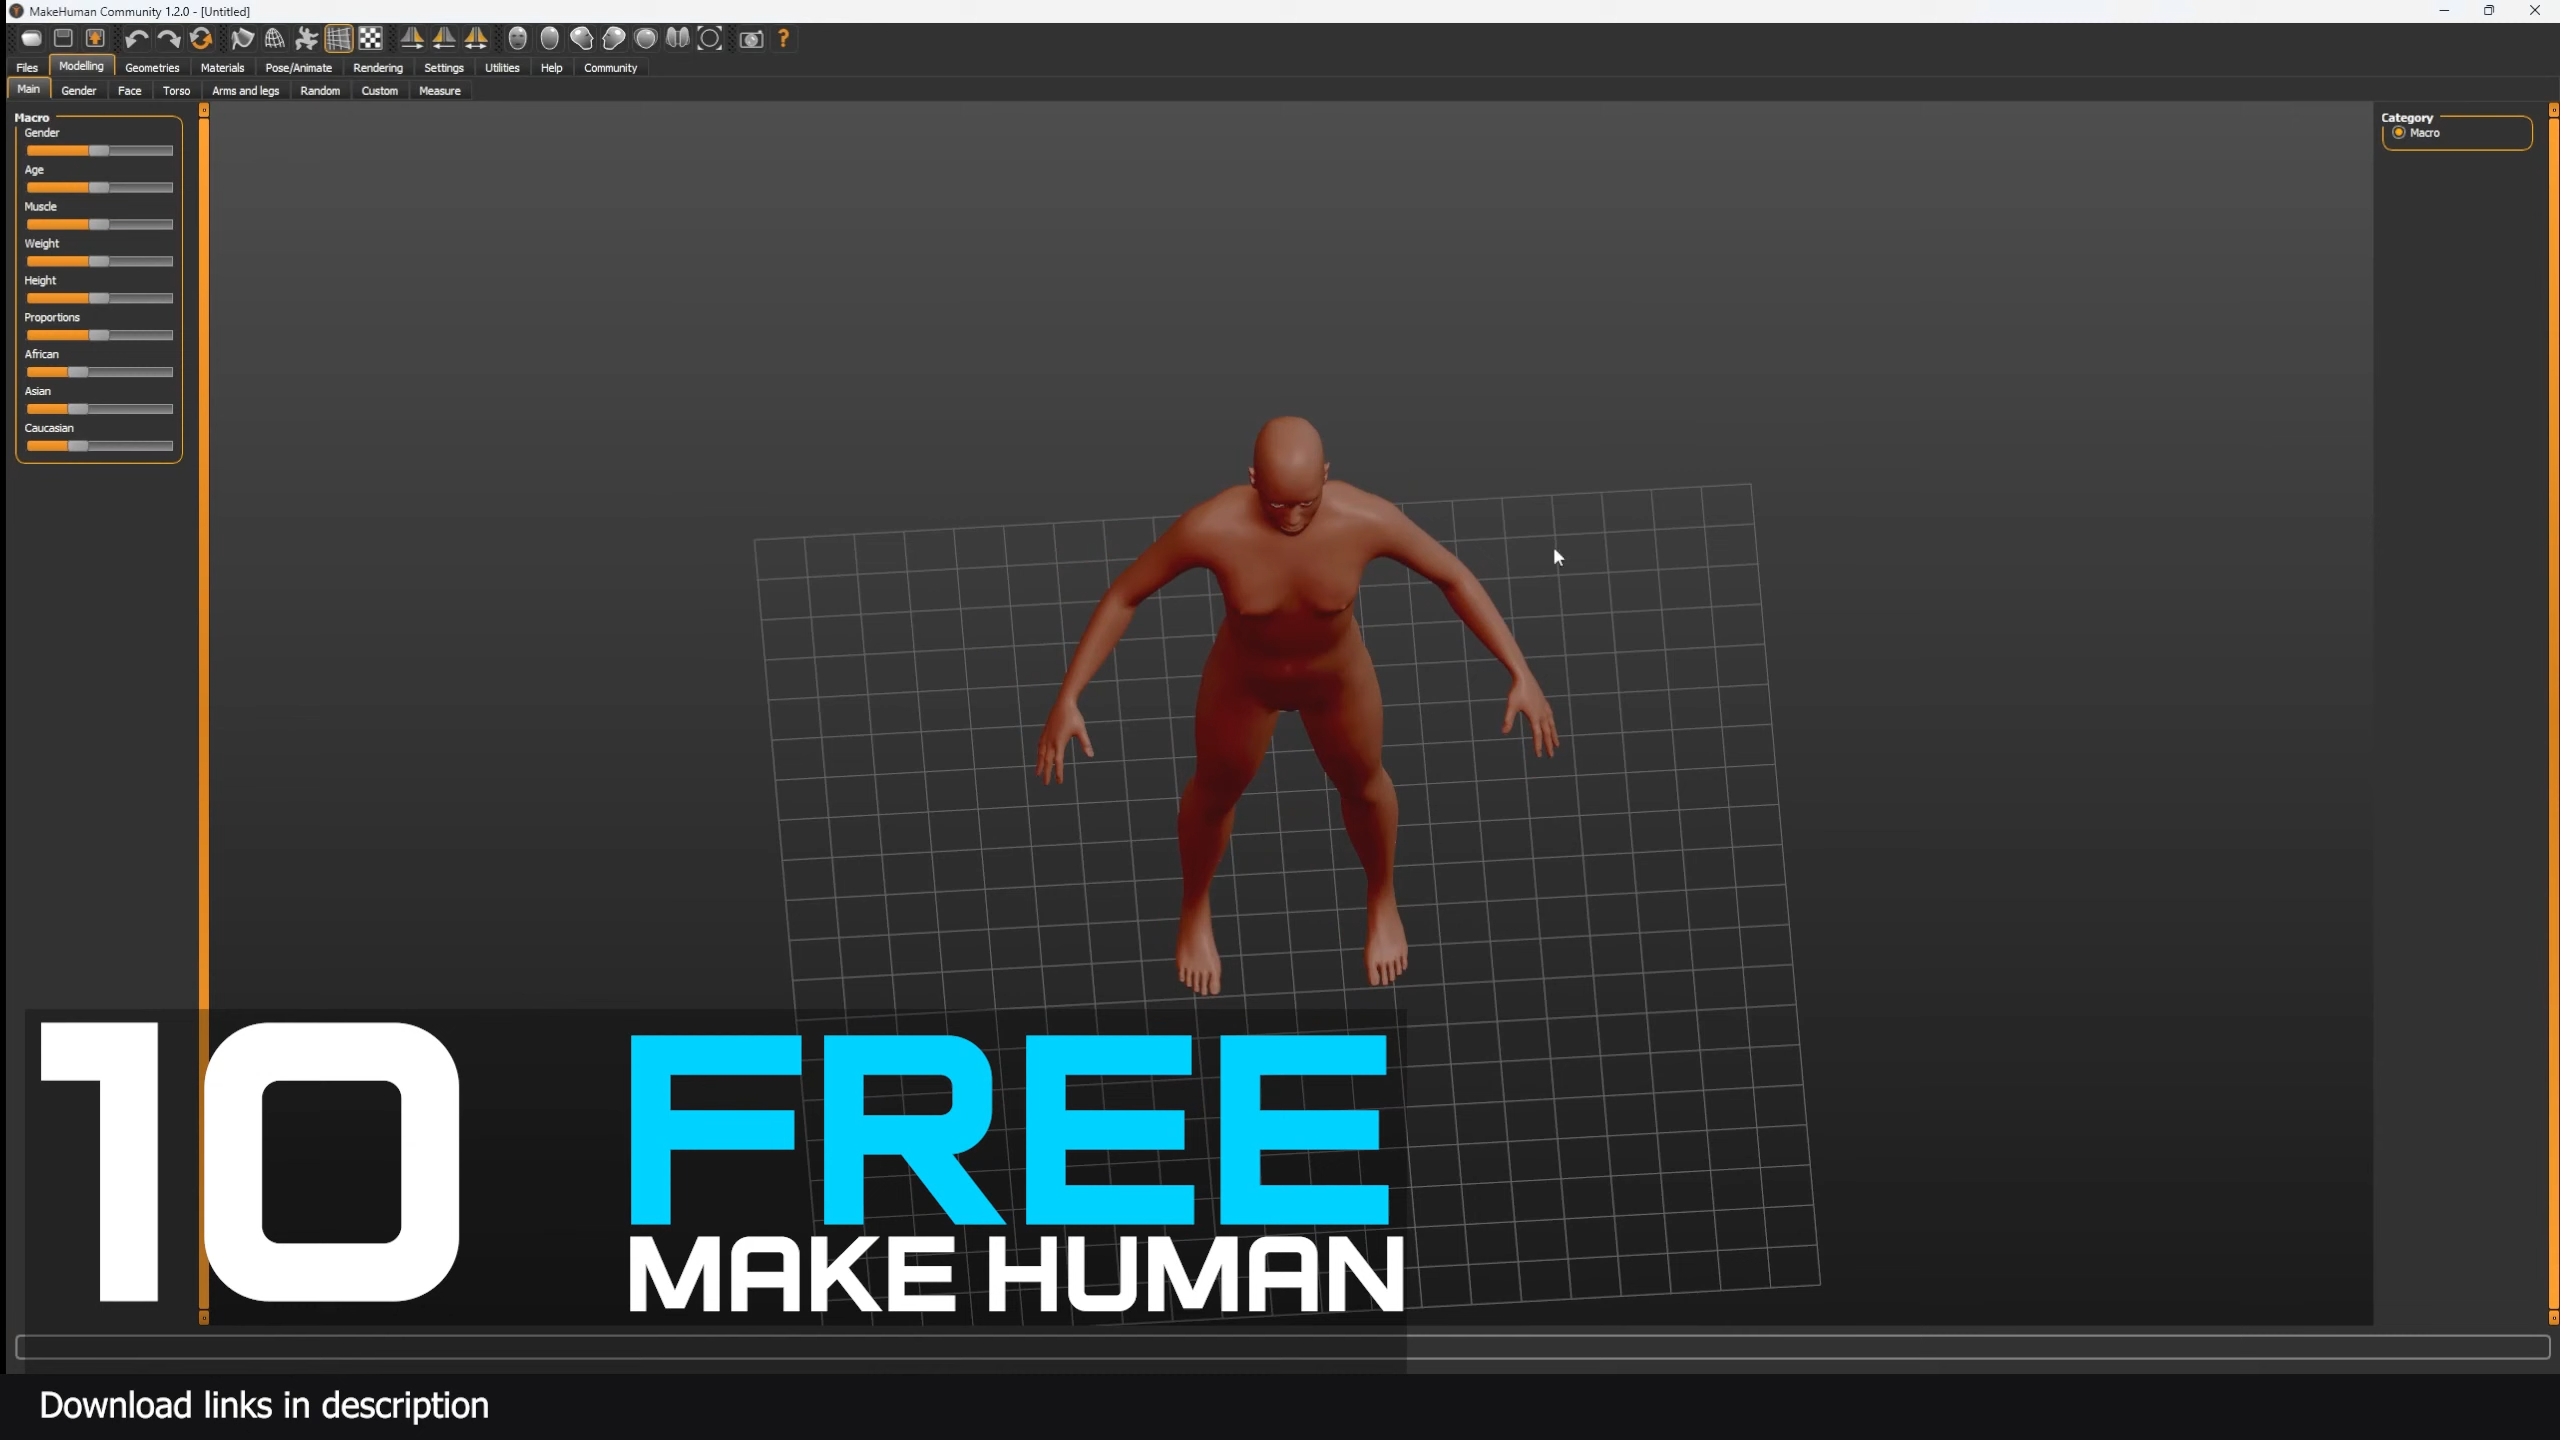 MakeHuman Community 1.2.0 - [Untitled]
?
Files Modelling Geometries Materials Pose/Animate Rendering Settings Utilities Help Community
Main Gender Face Torso Arms and legs Random Custom Measure
Macro
Gender
Age
Muscle
Weight
Height
Proportions
African
Asian
Caucasian
Category
Macro
10
FREE
MAKE HUMAN
Download links in description